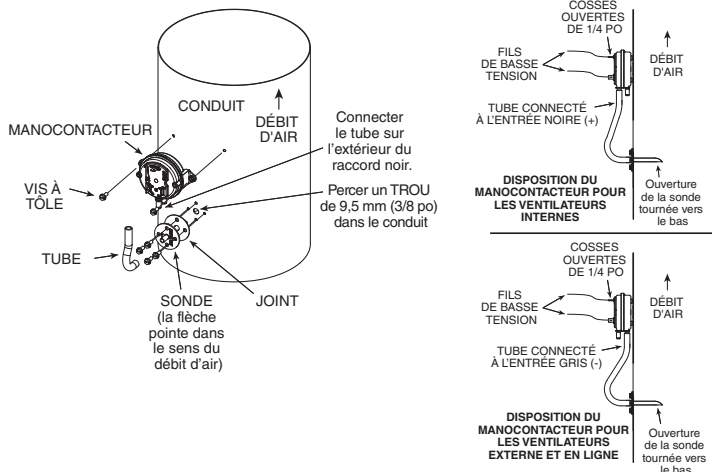 CONDUIT
DÉBIT
D'AIR
MANOCONTACTEUR
Connecter
le tube sur
l'extérieur du
raccord noir.
VIS À
TÔLE
Percer un TROU
de 9,5 mm (3/8 po)
dans le conduit
TUBE
SONDE
(la flèche
pointe dans
le sens du
débit d'air)
JOINT
COSSES
OUVERTES
DE 1/4 PO
FILS
DE BASSE
TENSION
DÉBIT
D'AIR
TUBE CONNECTÉ
À L'ENTRÉE NOIRE (+)
DISPOSITION DU
MANOCONTACTEUR POUR
LES VENTILATEURS
INTERNES
Ouverture
de la sonde
tournée vers
le bas
COSSES
OUVERTES
DE 1/4 PO
FILS
DE BASSE
TENSION
DÉBIT
D'AIR
TUBE CONNECTÉ
À L'ENTRÉE GRIS (-)
DISPOSITION DU
MANOCONTACTEUR POUR
LES VENTILATEURS
EXTERNE ET EN LIGNE
Ouverture
de la sonde
tournée vers
le bas